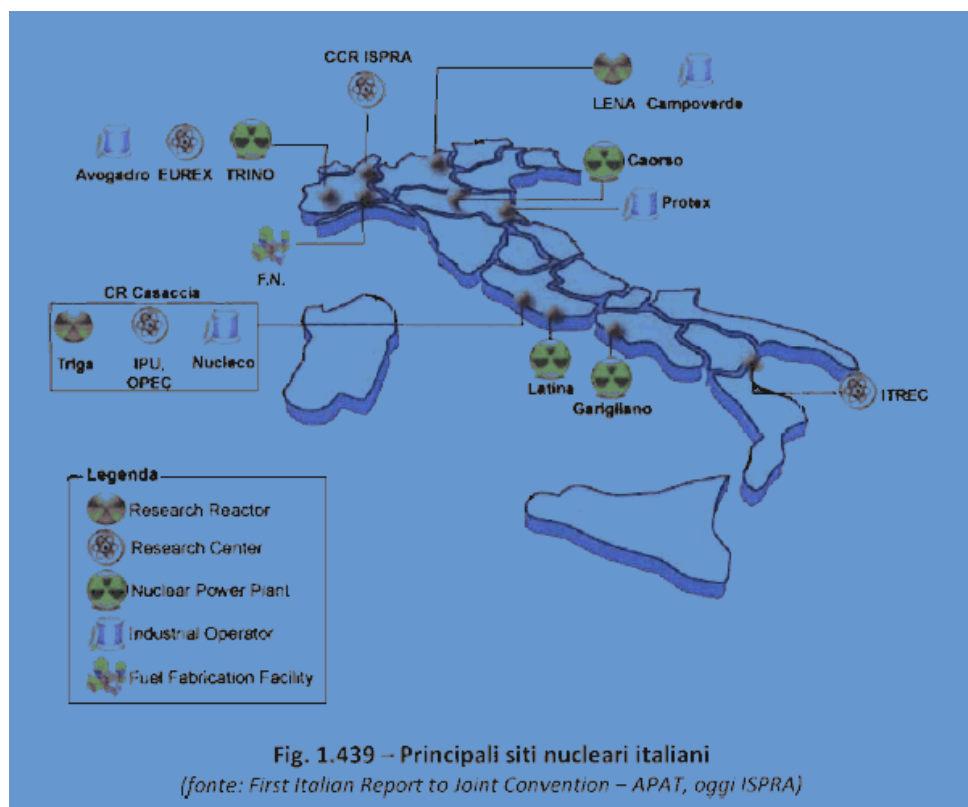 CCR ISPRA
LENA Campoverde
Avogadro EUREX TRINO
Caorso
Protex
F.N.
CR Casaccia
Triga IPU, OPEC Nucleco
Latina
Garigliano
ITREC
Legenda
Research Reactor
Research Center
Nuclear Power Plant
Industrial Operator
Fuel Fabrication Facility
Fig. 1.439 – Principali siti nucleari italiani
(fonte: First Italian Report to Joint Convention – APAT, oggi ISPRA)